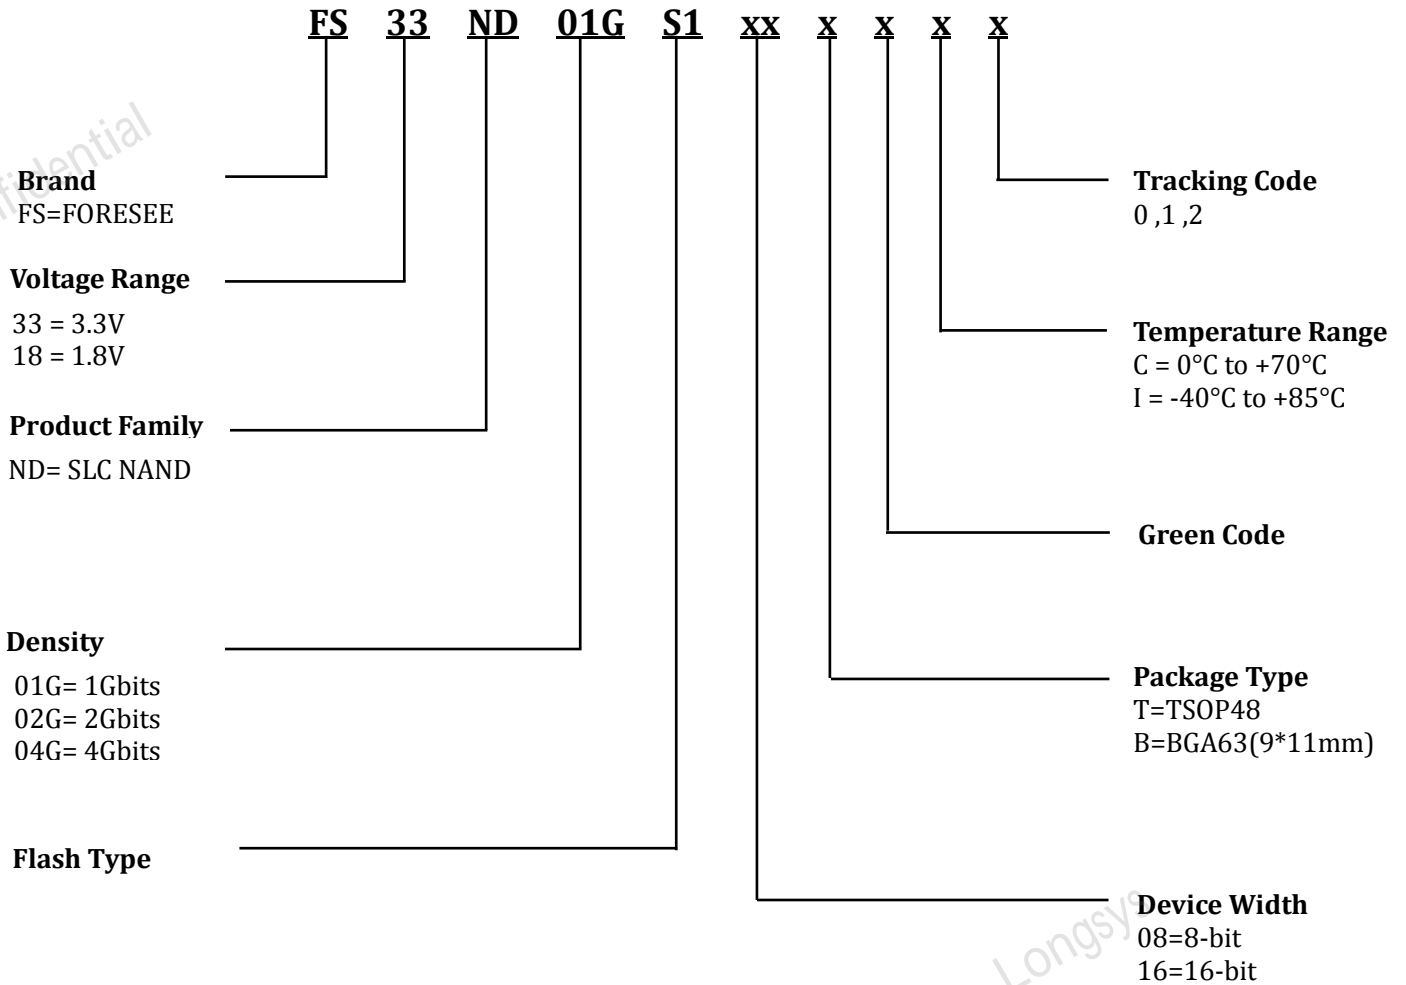 FS 33 ND 01G S1 xx x x x x
Brand
FS=FORESEE
Voltage Range
33 = 3.3V
18 = 1.8V
Product Family
ND= SLC NAND
Density
01G= 1Gbits
02G= 2Gbits
04G= 4Gbits
Flash Type
Tracking Code
0 ,1 ,2
Temperature Range
C = 0°C to +70°C
I = -40°C to +85°C
Green Code
Package Type
T=TSOP48
B=BGA63(9*11mm)
Device Width
08=8-bit
16=16-bit
Longsys